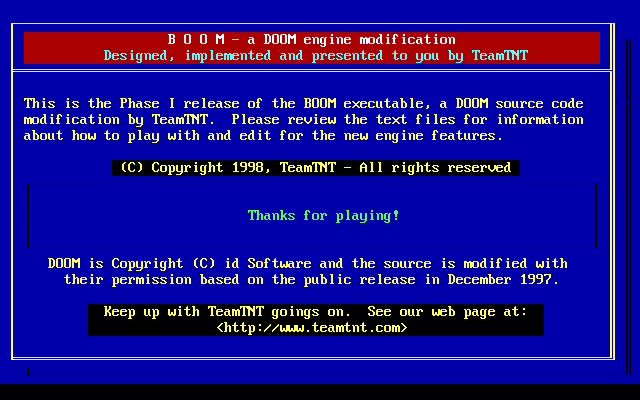 B O O M - a DOOM engine modification
Designed, implemented and presented to you by TeamTNT
This is the Phase I release of the BOOM executable, a DOOM source code
modification by TeamTNT.  Please review the text files for information
about how to play with and edit for the new engine features.
(C) Copyright 1998, TeamTNT - All rights reserved
Thanks for playing!
DOOM is Copyright (C) id Software and the source is modified with
their permission based on the public release in December 1997.
Keep up with TeamTNT goings on.  See our web page at:
<http://www.teamtnt.com>